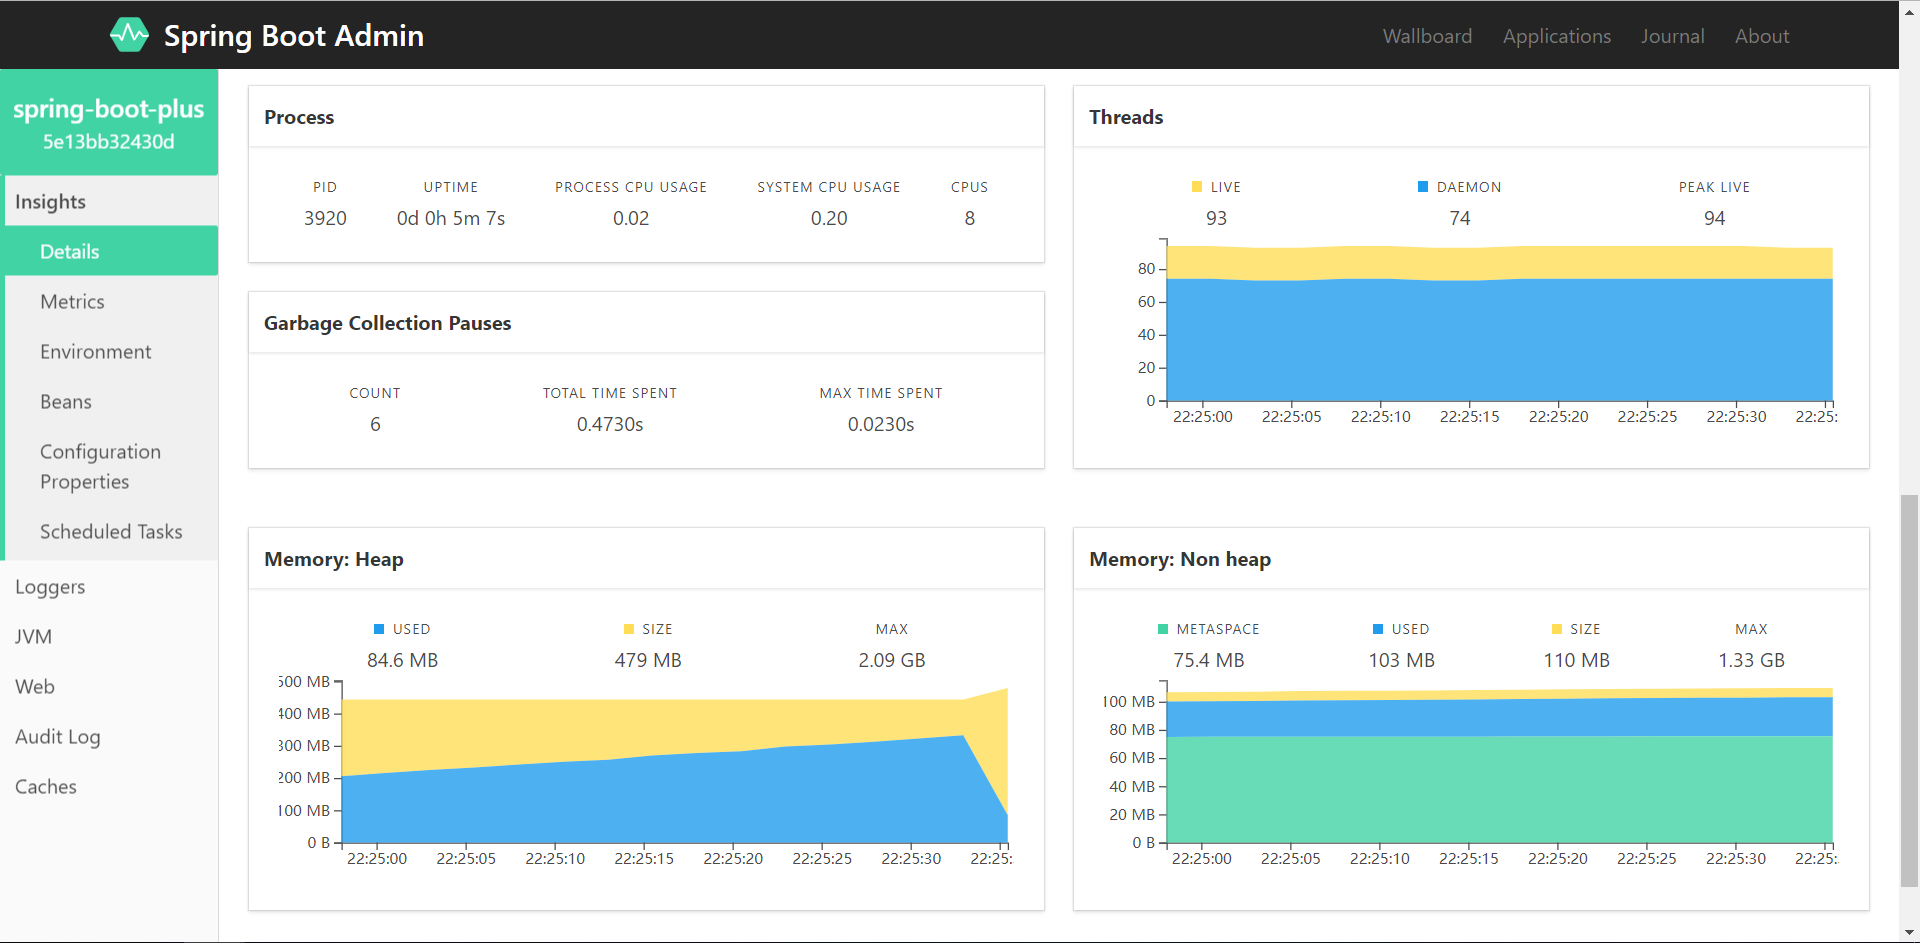 Spring Boot Admin
Wallboard Applications Journal About
spring-boot-plus
5e13bb32430d
Insights
Details
Metrics
Environment
Beans
Configuration
Properties
Scheduled Tasks
Loggers
JVM
Web
Audit Log
Caches
Process
PID UPTIME PROCESS CPU USAGE SYSTEM CPU USAGE CPUS
3920 0d 0h 5m 7s 0.02 0.20 8
Garbage Collection Pauses
COUNT TOTAL TIME SPENT MAX TIME SPENT
6 0.4730s 0.0230s
Threads
LIVE DAEMON PEAK LIVE
93 74 94
80
60
40
20
0
22:25:00 22:25:05 22:25:10 22:25:15 22:25:20 22:25:25 22:25:30 22:25:
Memory: Heap
USED SIZE MAX
84.6 MB 479 MB 2.09 GB
500 MB
400 MB
300 MB
200 MB
100 MB
0 B
22:25:00 22:25:05 22:25:10 22:25:15 22:25:20 22:25:25 22:25:30 22:25:
Memory: Non heap
METASPACE USED SIZE MAX
75.4 MB 103 MB 110 MB 1.33 GB
100 MB
80 MB
60 MB
40 MB
20 MB
0 B
22:25:00 22:25:05 22:25:10 22:25:15 22:25:20 22:25:25 22:25:30 22:25: